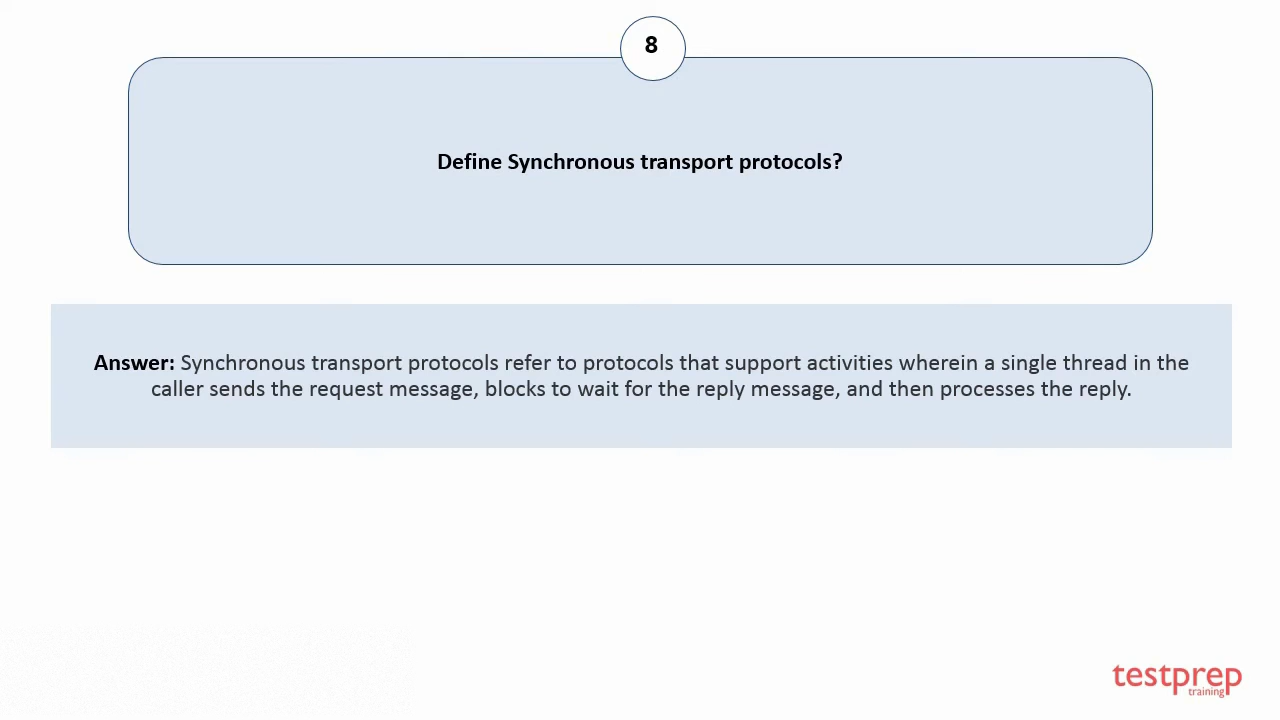 8
Define Synchronous transport protocols?
Answer: Synchronous transport protocols refer to protocols that support activities wherein a single thread in the
caller sends the request message, blocks to wait for the reply message, and then processes the reply.
testprep
training